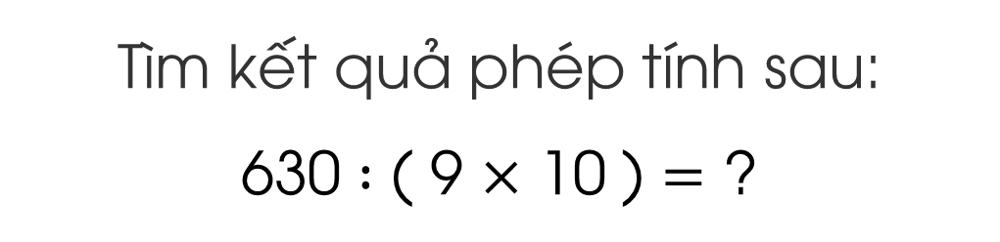 Tìm kết quả phép tính sau:
630 : ( 9 × 10 ) = ?